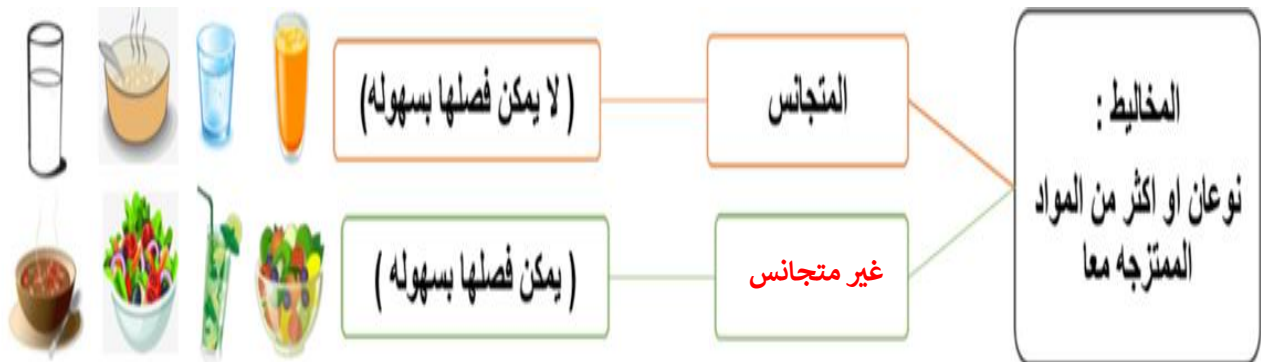 المخاليط :
نوعان او اكثر من المواد
الممتزجه معا
المتجانس
( لا يمكن فصلها بسهوله)
غير متجانس
( يمكن فصلها بسهوله )